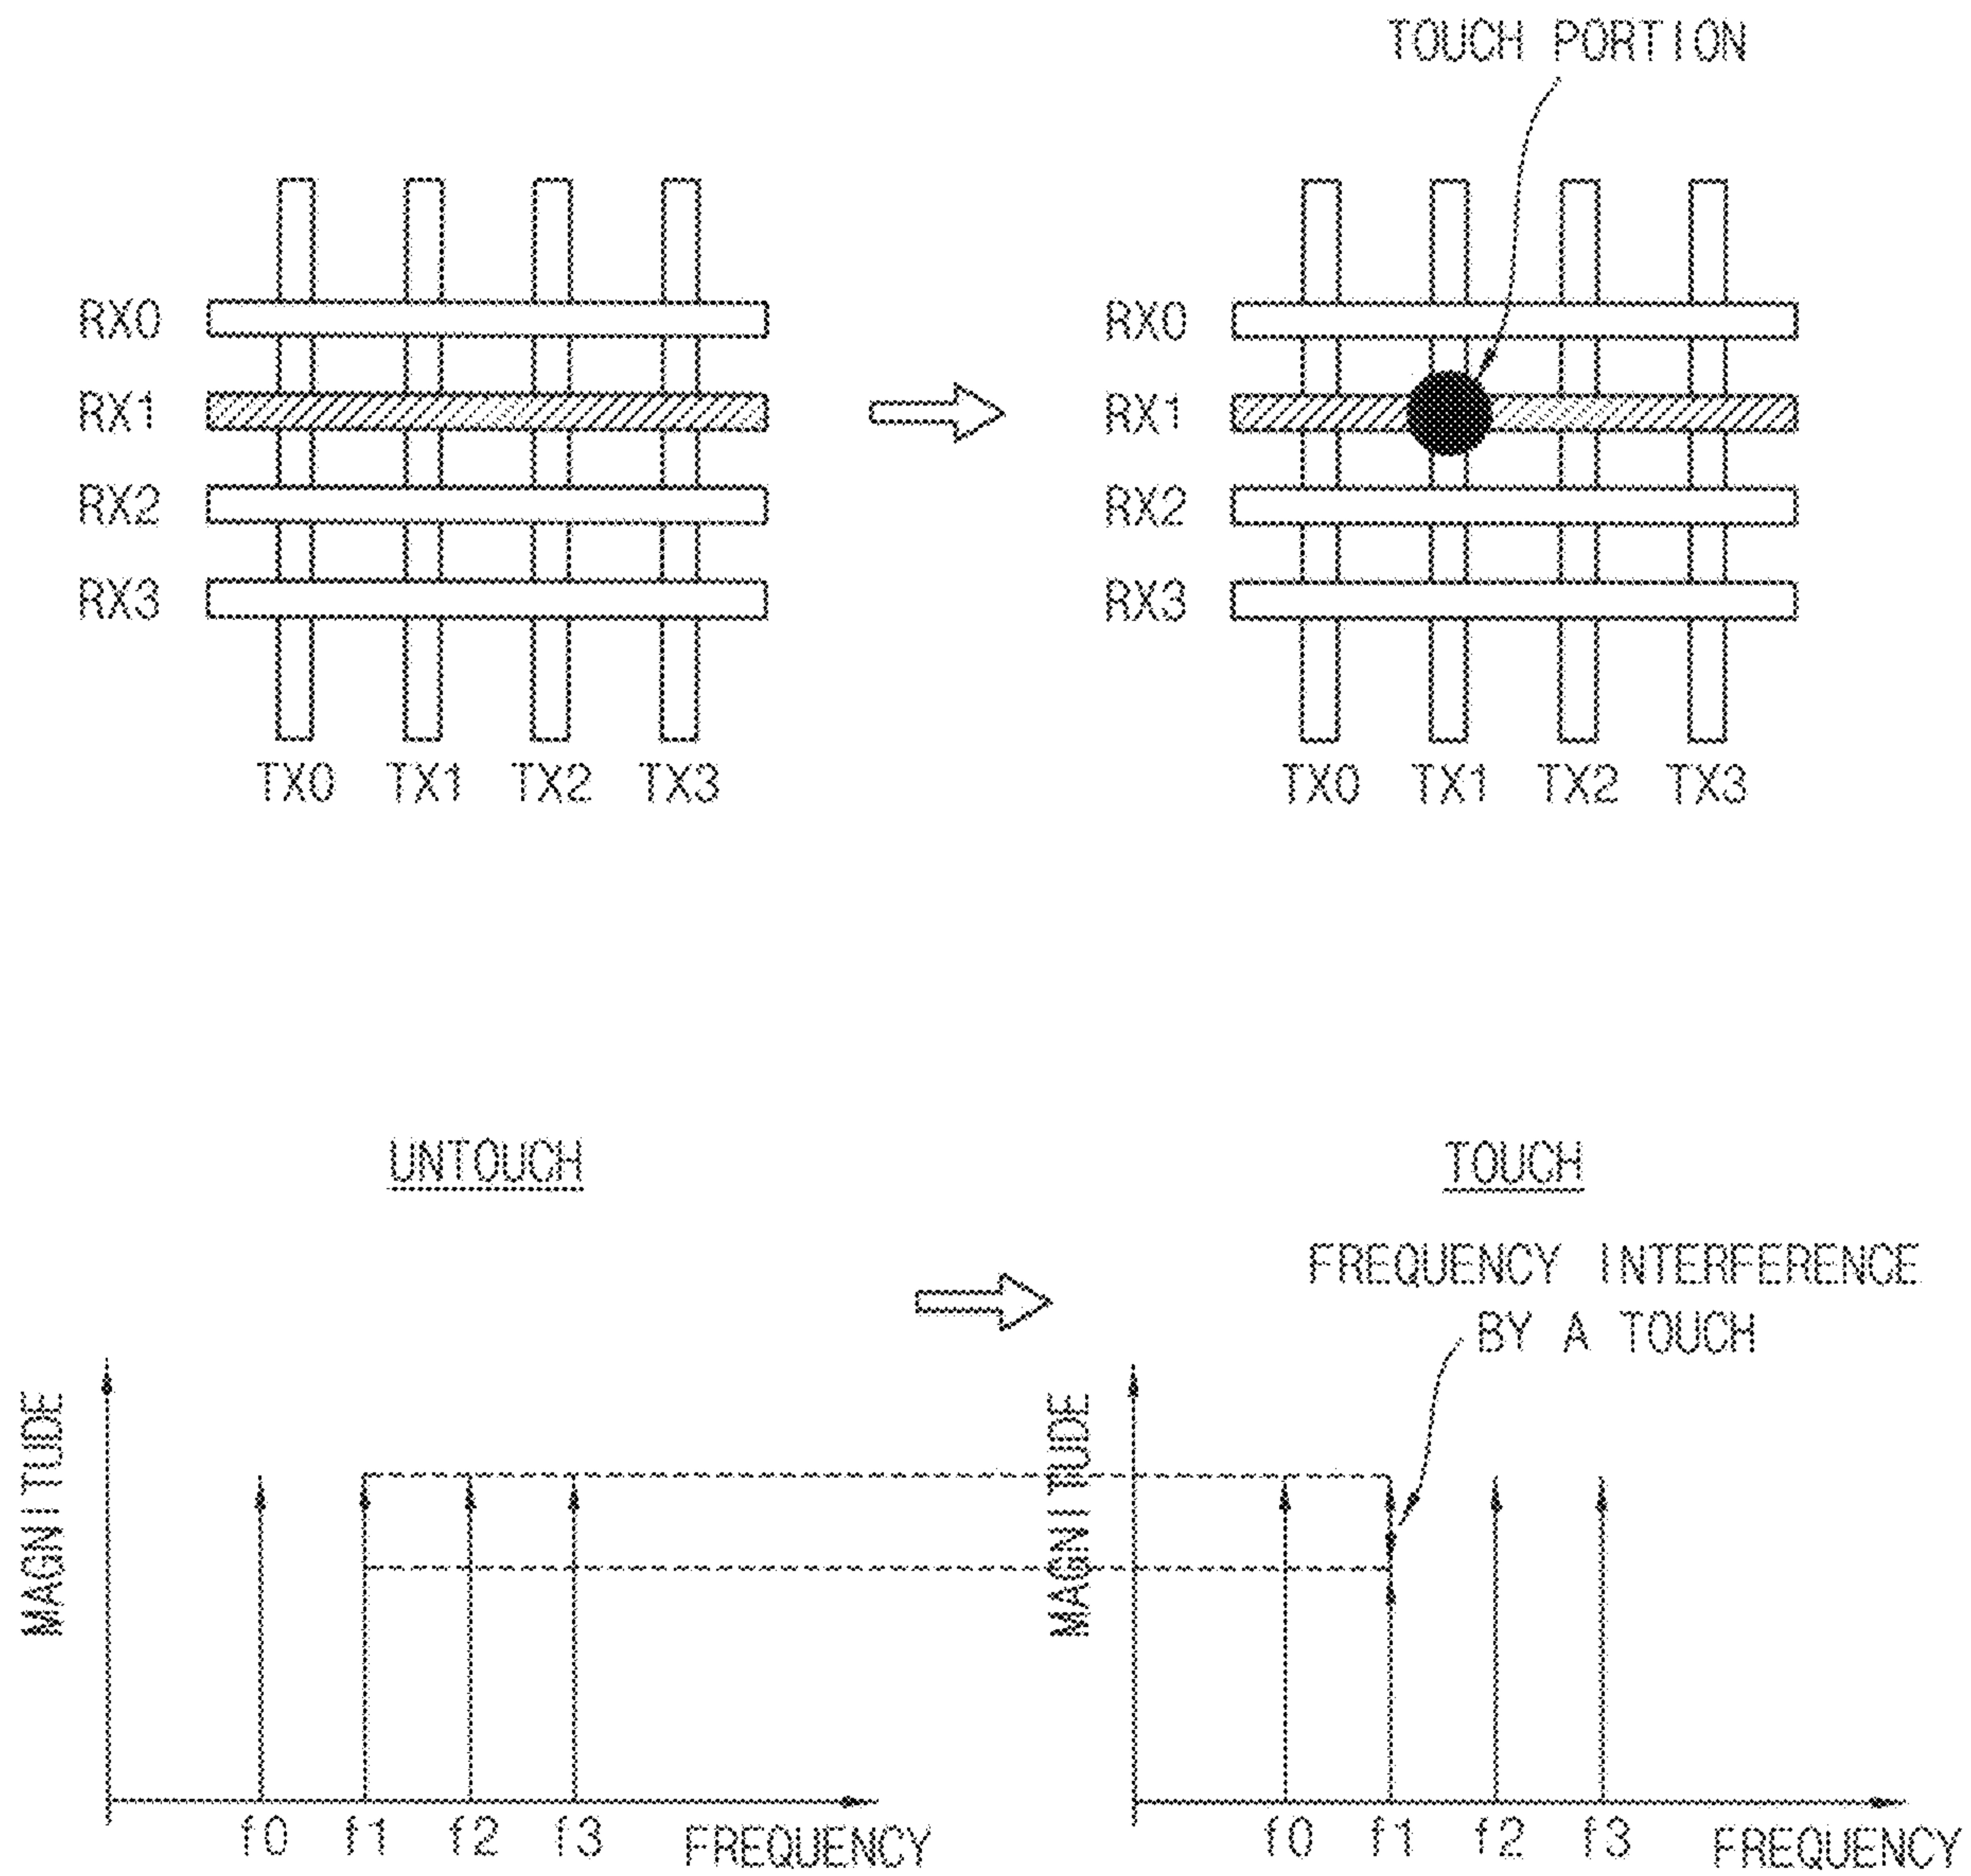 TOUCH PORTION
RX0
RX1
RX2
RX3
TX0 TX1 TX2 TX3
RX0
RX1
RX2
RX3
TX0 TX1 TX2 TX3
UNTOUCH
TOUCH
FREQUENCY INTERFERENCE
BY A TOUCH
MAGNITUDE
f0 f1 f2 f3 FREQUENCY
MAGNITUDE
f0 f1 f2 f3 FREQUENCY